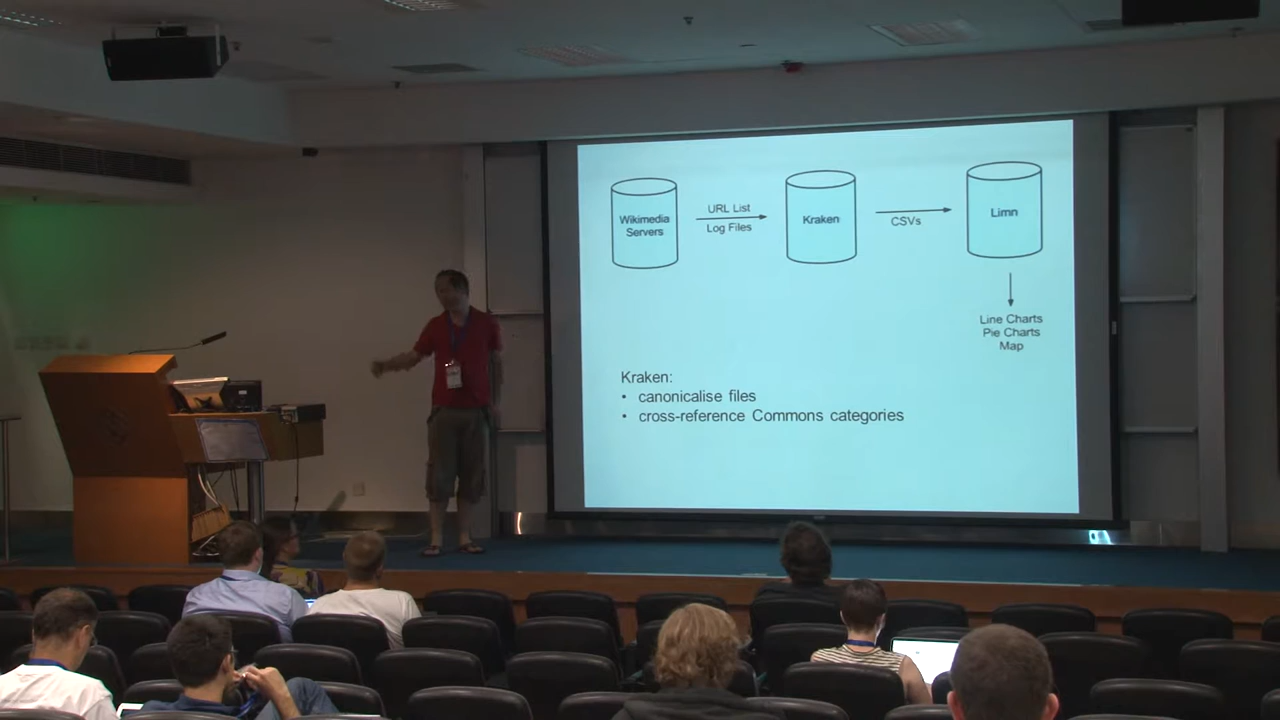 Wikimedia
Servers
URL List
Log Files
Kraken
CSVs
Limn
Line Charts
Pie Charts
Map
Kraken:
• canonicalise files
• cross-reference Commons categories